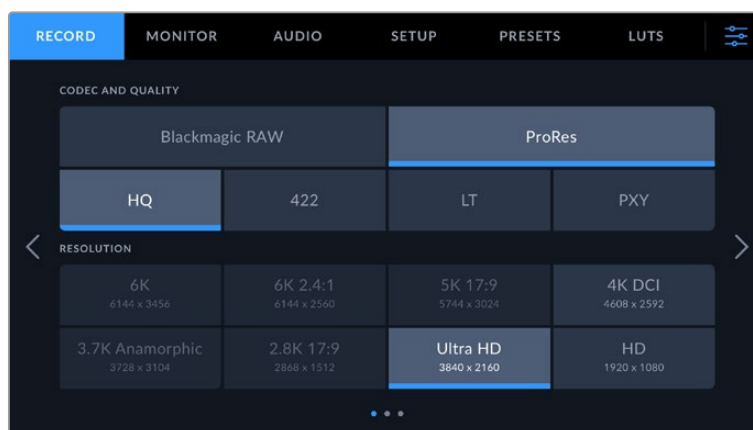 RECORD MONITOR AUDIO SETUP PRESETS LUTS
CODEC AND QUALITY
Blackmagic RAW ProRes
HQ 422 LT PXY
RESOLUTION
6K 6K 2.4:1 5K 17:9 4K DCI
6144 x 3456 6144 x 2560 5744 x 3024 4608 x 2592
3.7K Anamorphic 2.8K 17:9 Ultra HD HD
3728 x 3104 2868 x 1512 3840 x 2160 1920 x 1080